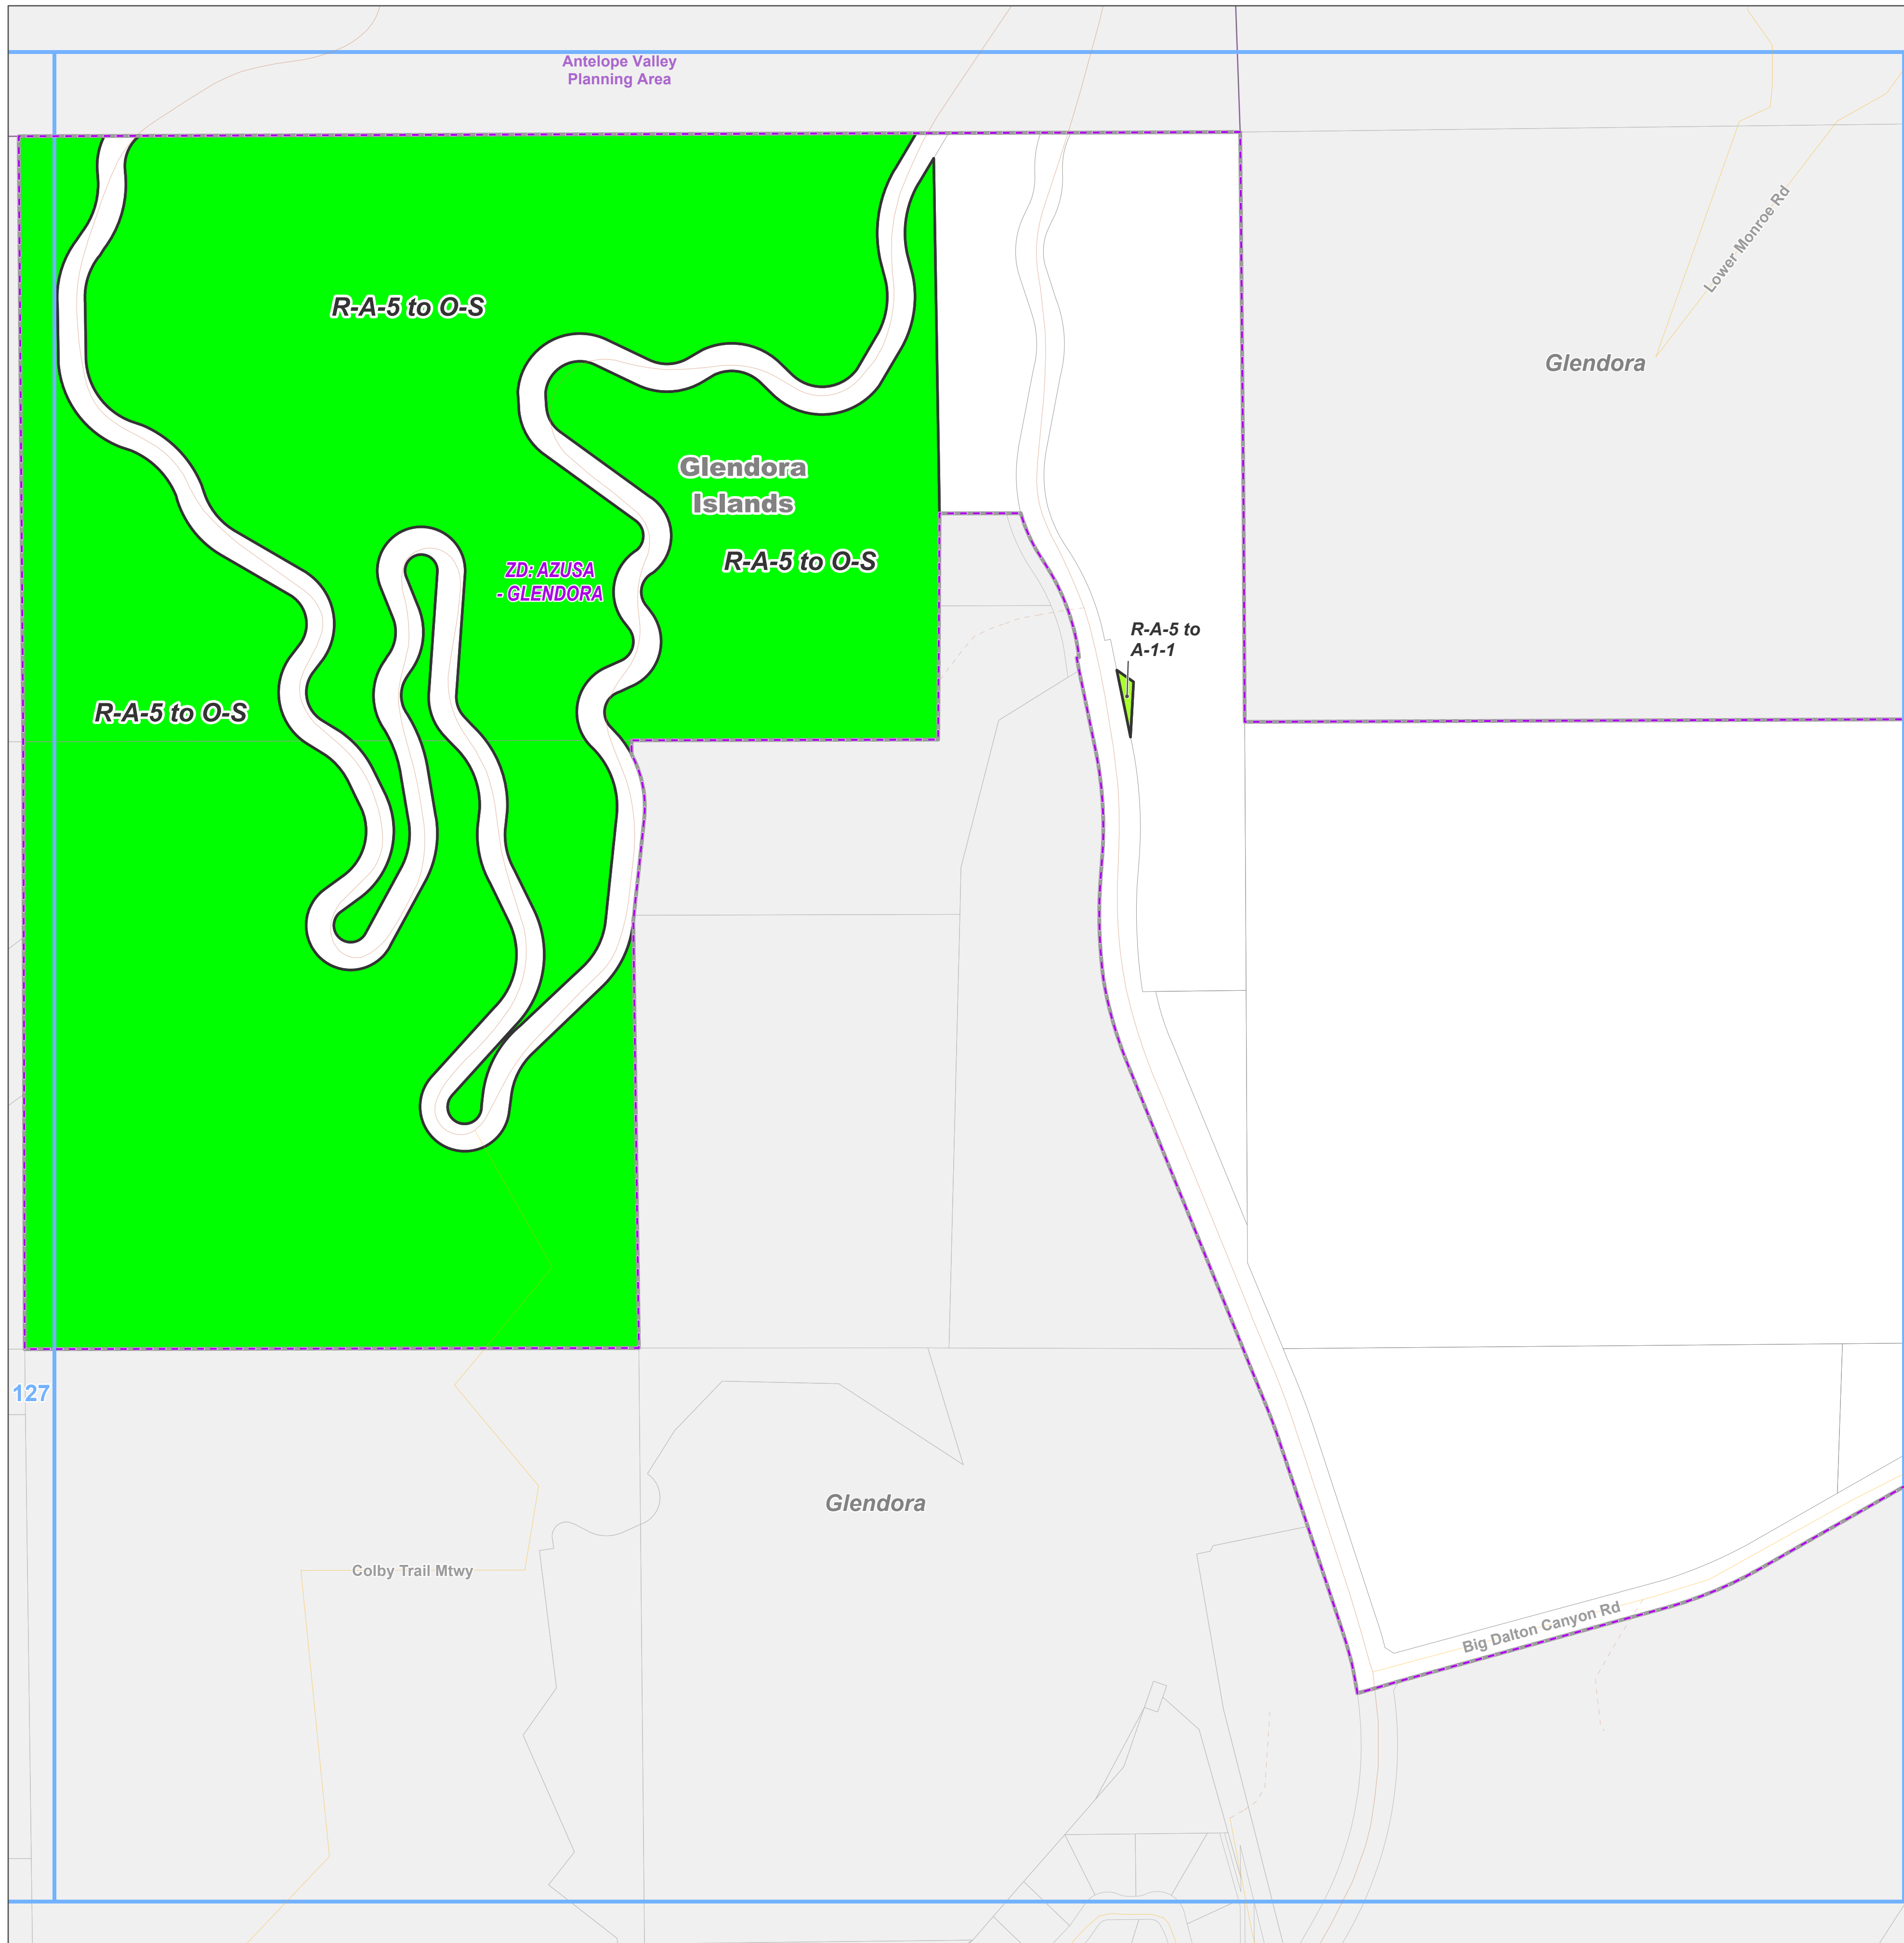 Antelope Valley
Planning Area
Lower Monroe Rd
R-A-5 to O-S
Glendora
Glendora
Islands
R-A-5 to O-S
ZD: AZUSA
- GLENDORA
R-A-5 to
A-1-1
R-A-5 to O-S
127
Glendora
Colby Trail Mtwy
Big Dalton Canyon Rd